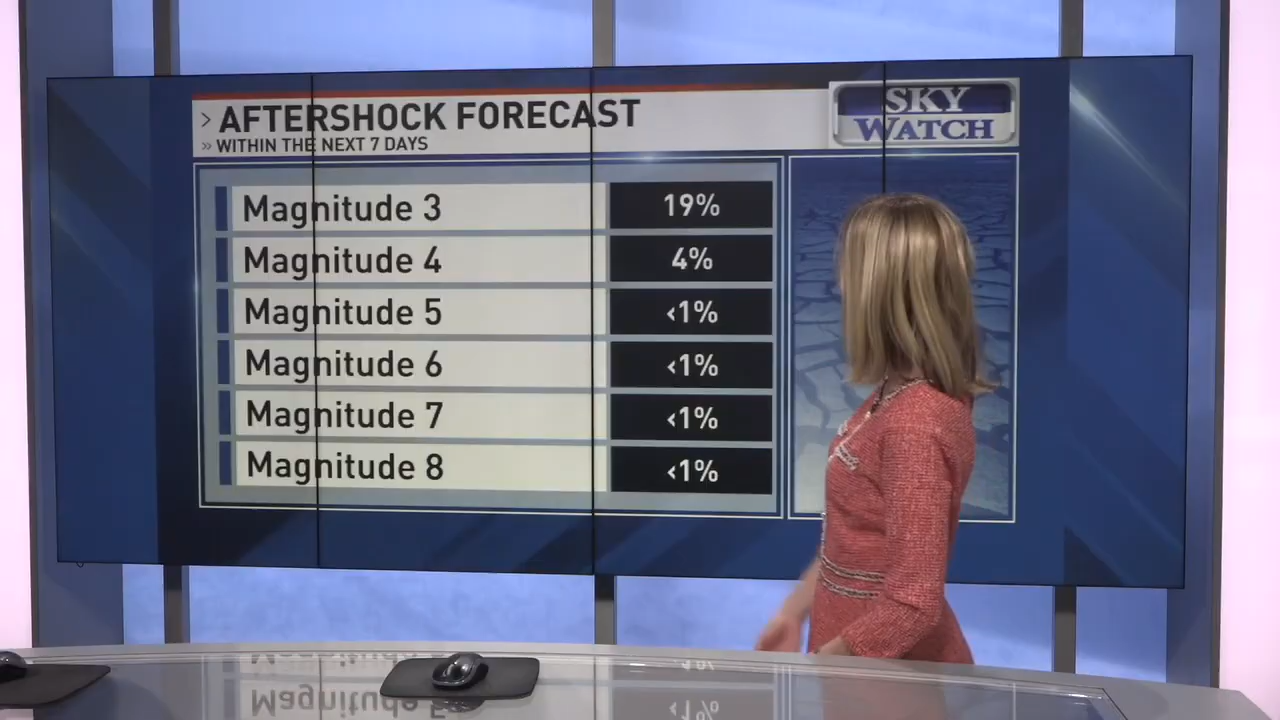 > AFTERSHOCK FORECAST
» WITHIN THE NEXT 7 DAYS
SKY
WATCH
Magnitude 3 19%
Magnitude 4 4%
Magnitude 5 <1%
Magnitude 6 <1%
Magnitude 7 <1%
Magnitude 8 <1%